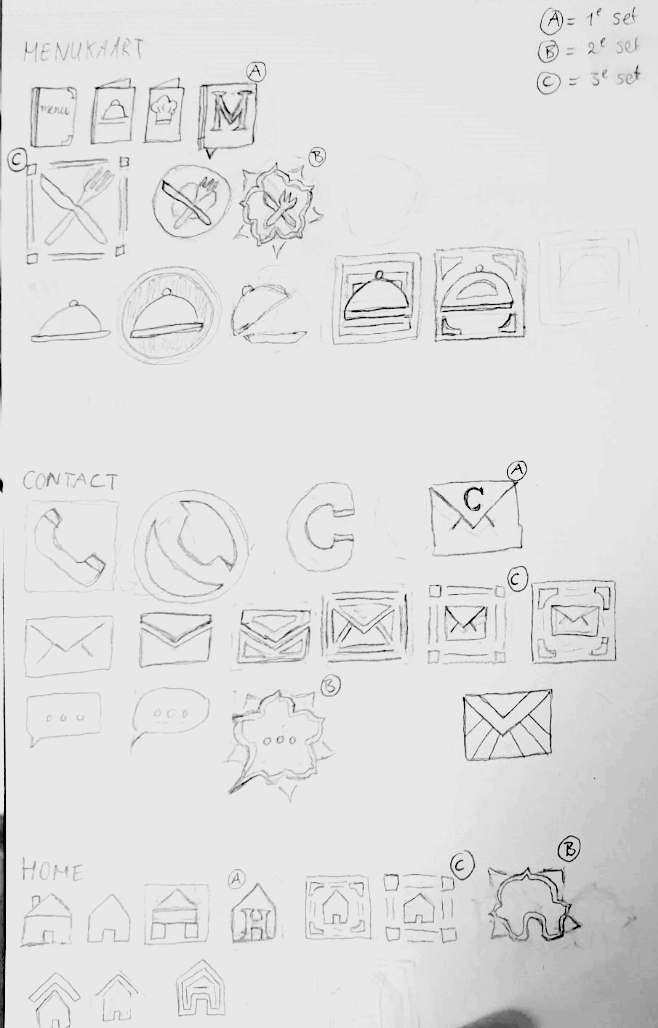 Ⓐ = 1e set
Ⓑ = 2e set
Ⓒ = 3e set
MENUKAART
Ⓐ
menu
M
Ⓒ
Ⓑ
CONTACT
Ⓐ
C
C
Ⓒ
Ⓑ
HOME
Ⓐ
Ⓒ
Ⓑ
H